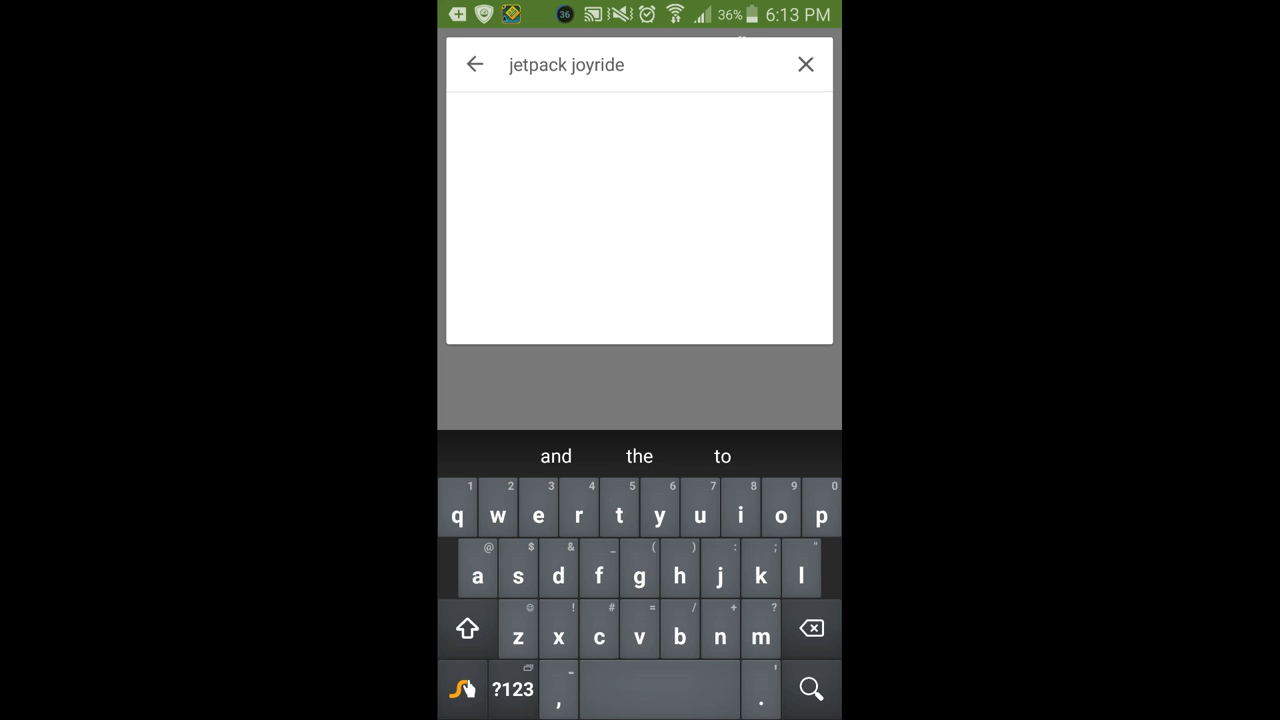 36 36% 6:13 PM
jetpack joyride
and the to
1 2 3 4 5 6 7 8 9 0
q w e r t y u i o p
@ $ & _ ( ) : ; "
a s d f g h j k l
☺ ! # = / + ?
z x c v b n m
?123 , .